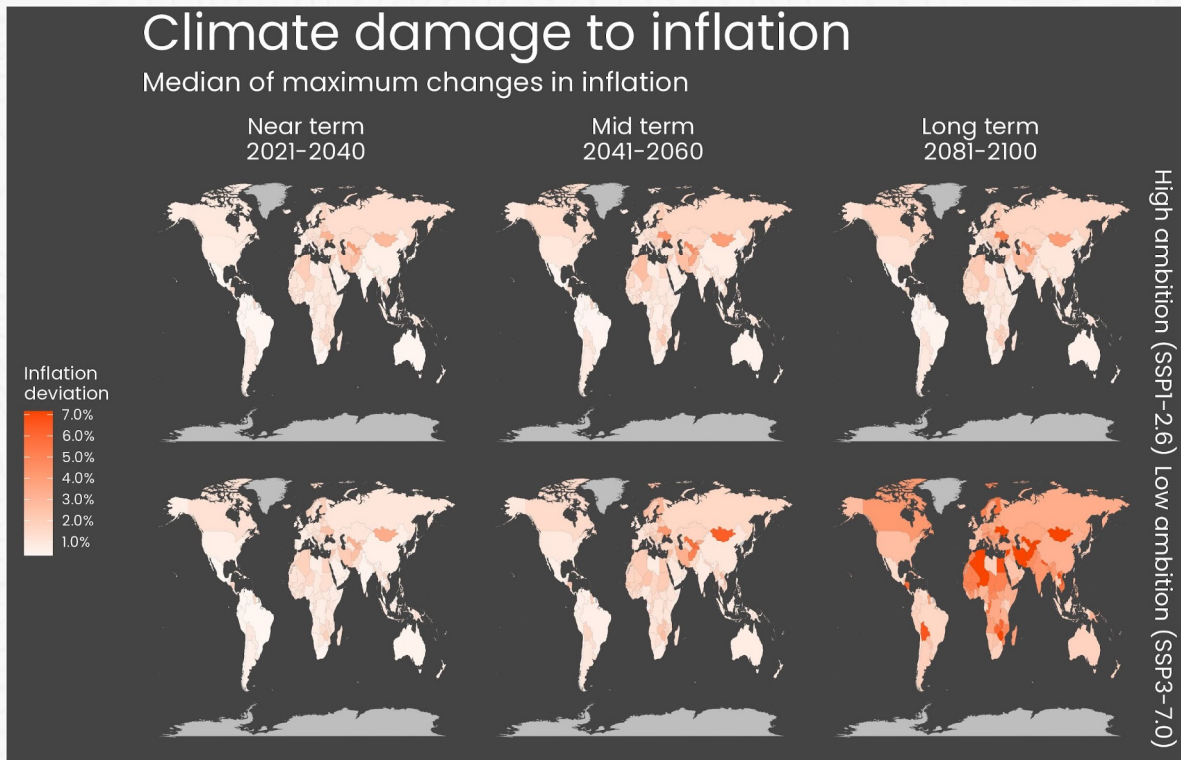 Climate damage to inflation
Median of maximum changes in inflation
Near term
2021-2040
Mid term
2041-2060
Long term
2081-2100
High ambition (SSP1-2.6)
Low ambition (SSP3-7.0)
Inflation
deviation
7.0%
6.0%
5.0%
4.0%
3.0%
2.0%
1.0%